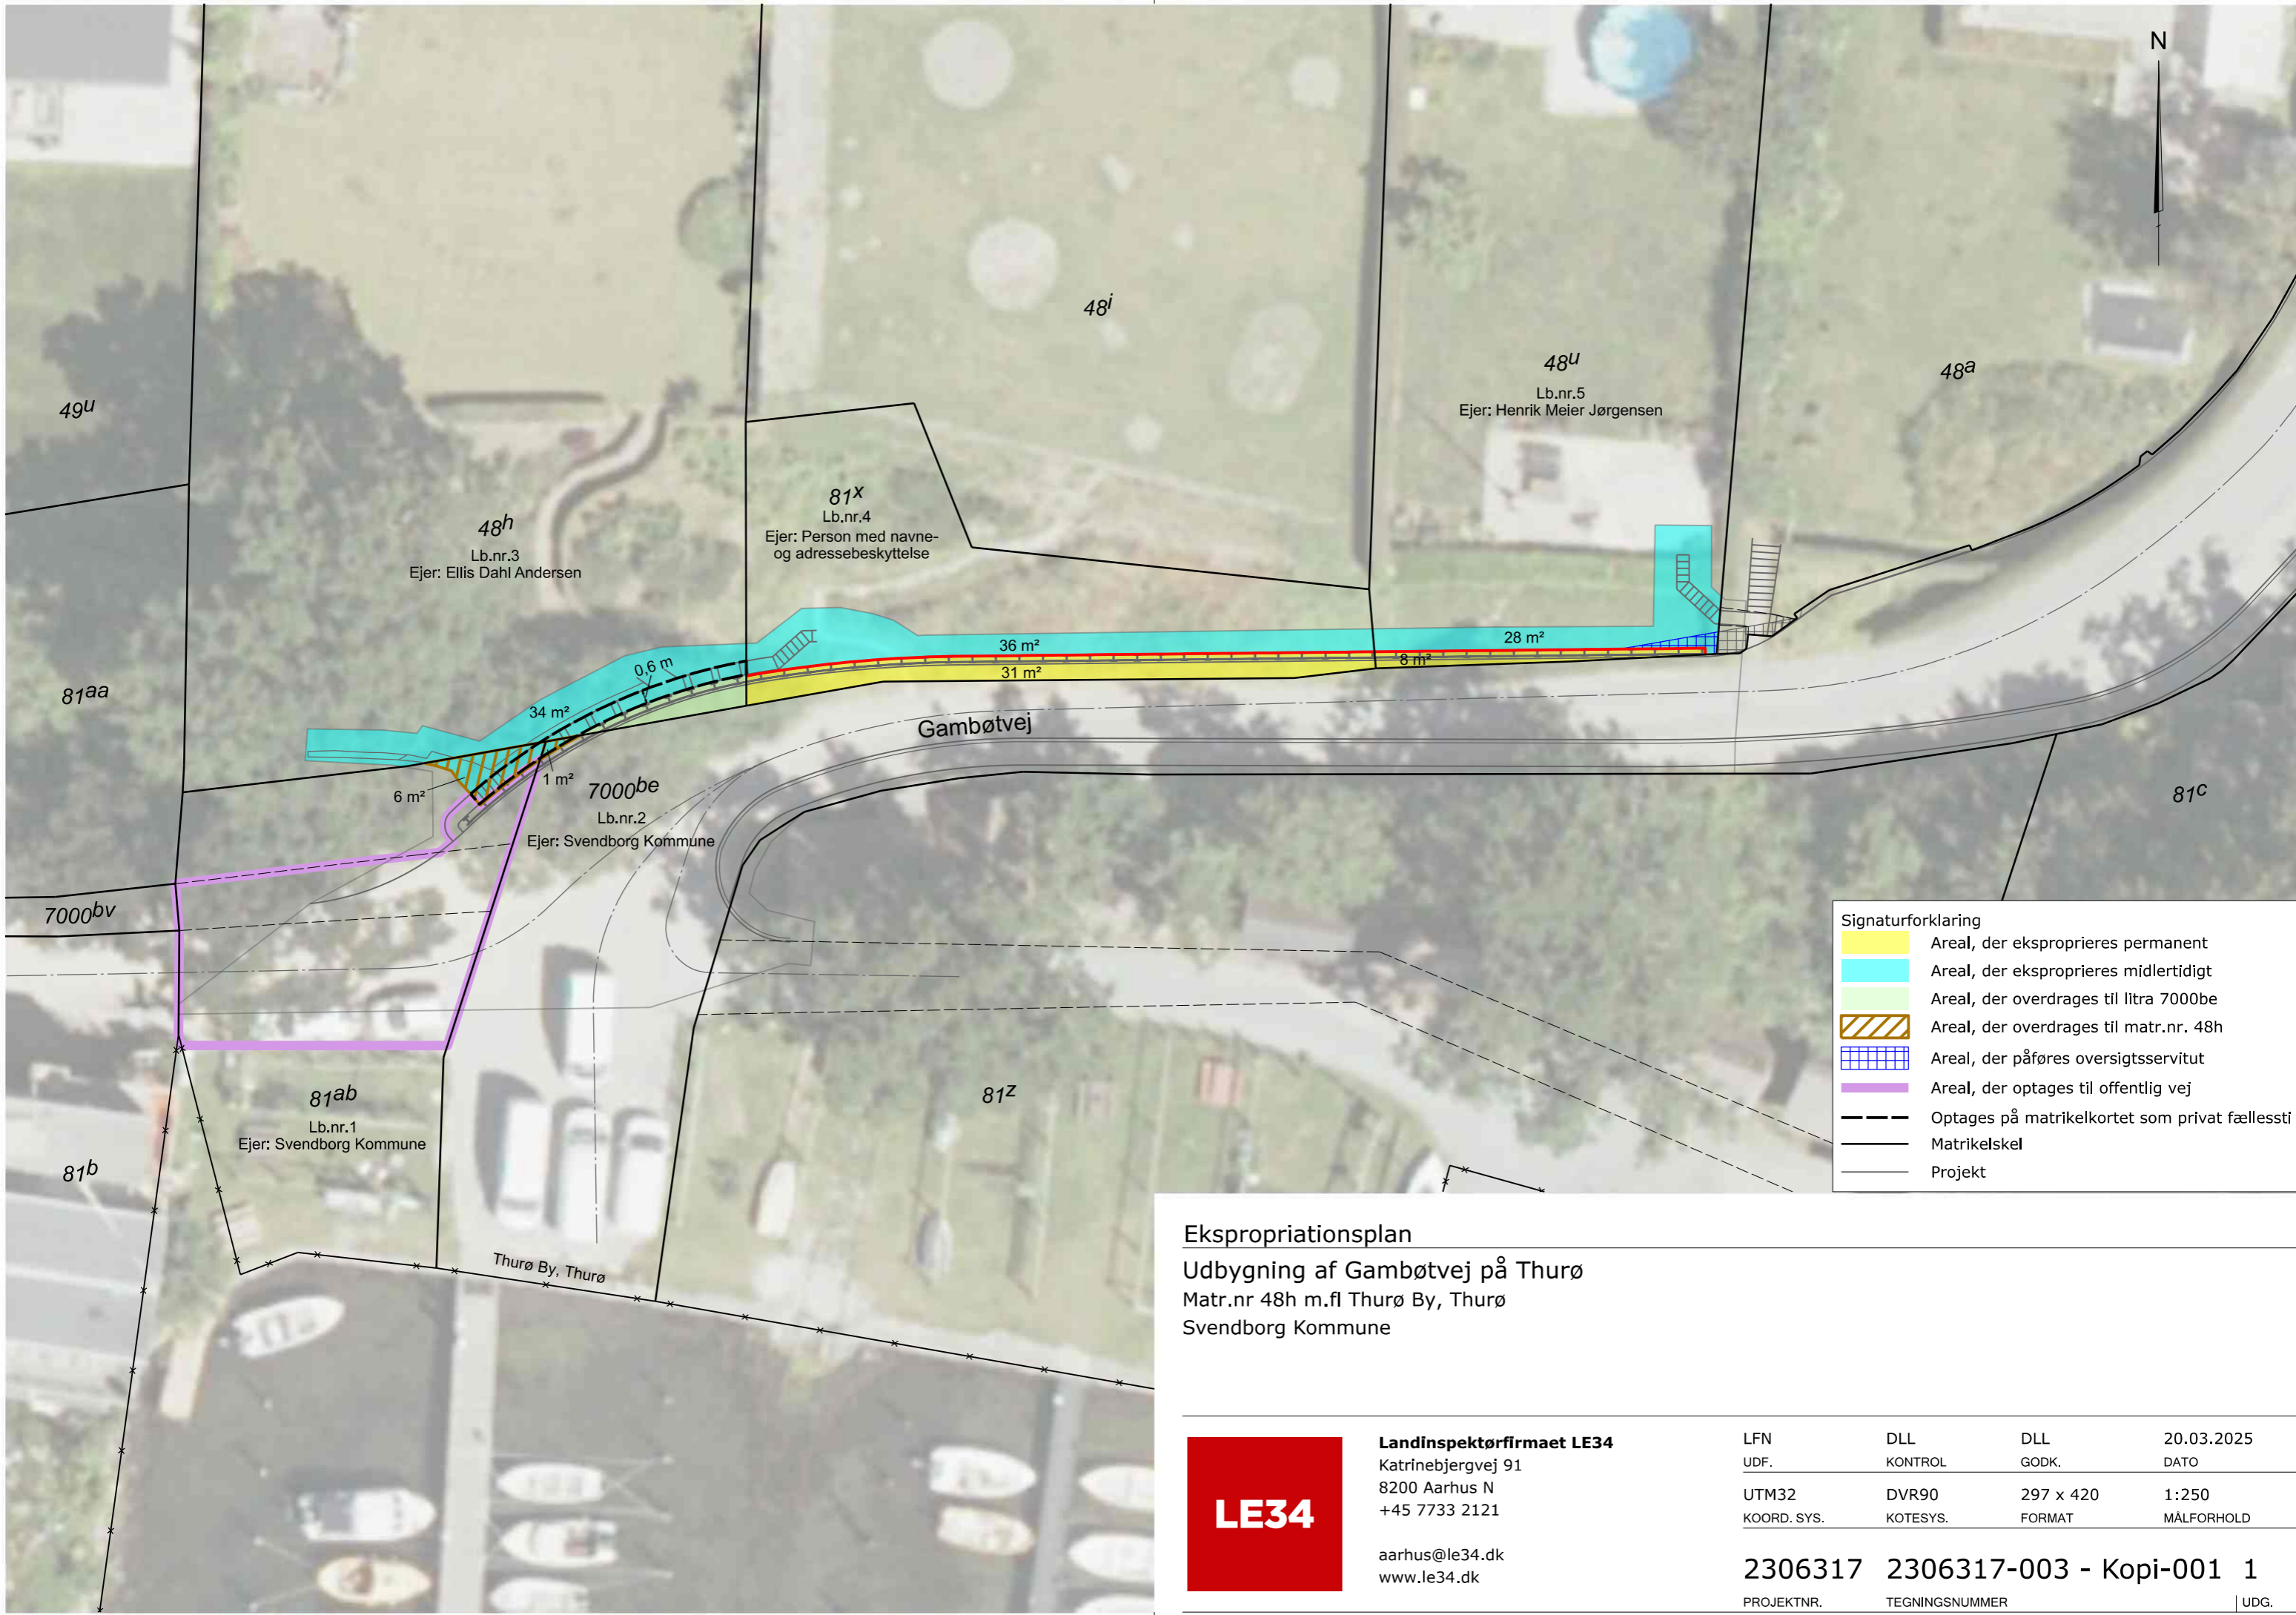 N
48i
48u
Lb.nr.5
Ejer: Henrik Meier Jørgensen
48a
49u
81x
Lb.nr.4
Ejer: Person med navne-
og adressebeskyttelse
48h
Lb.nr.3
Ejer: Ellis Dahl Andersen
81aa
0,6 m
36 m²
28 m²
31 m²
8 m²
34 m²
1 m²
6 m²
Gambøtvej
7000be
Lb.nr.2
Ejer: Svendborg Kommune
81c
7000bv
81ab
Lb.nr.1
Ejer: Svendborg Kommune
81z
81b
Thurø By, Thurø
Signaturforklaring
Areal, der eksproprieres permanent
Areal, der eksproprieres midlertidigt
Areal, der overdrages til litra 7000be
Areal, der overdrages til matr.nr. 48h
Areal, der påføres oversigtsservitut
Areal, der optages til offentlig vej
Optages på matrikelkortet som privat fællessti
Matrikelskel
Projekt
Ekspropriationsplan
Udbygning af Gambøtvej på Thurø
Matr.nr 48h m.fl Thurø By, Thurø
Svendborg Kommune
LE34
Landinspektørfirmaet LE34
Katrinebjergvej 91
8200 Aarhus N
+45 7733 2121
aarhus@le34.dk
www.le34.dk
LFN DLL DLL 20.03.2025
UDF. KONTROL GODK. DATO
UTM32 DVR90 297 x 420 1:250
KOORD. SYS. KOTESYS. FORMAT MÅLFORHOLD
2306317 2306317-003 - Kopi-001 1
PROJEKTNR. TEGNINGSNUMMER UDG.